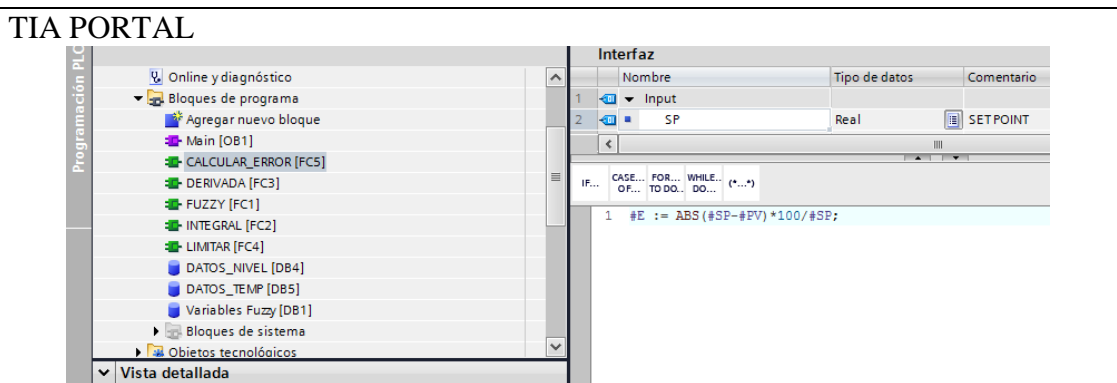 TIA PORTAL
Programación PLC
Online y diagnóstico
Bloques de programa
Agregar nuevo bloque
Main [OB1]
CALCULAR_ERROR [FC5]
DERIVADA [FC3]
FUZZY [FC1]
INTEGRAL [FC2]
LIMITAR [FC4]
DATOS_NIVEL [DB4]
DATOS_TEMP [DB5]
Variables Fuzzy [DB1]
Bloques de sistema
Objetos tecnológicos
Vista detallada
Interfaz
Nombre Tipo de datos Comentario
1 Input
2 SP Real SETPOINT
IF... CASE... OF... FOR... TO DO.. WHILE.. DO... (*...*)
1 #E := ABS(#SP-#PV)*100/#SP;